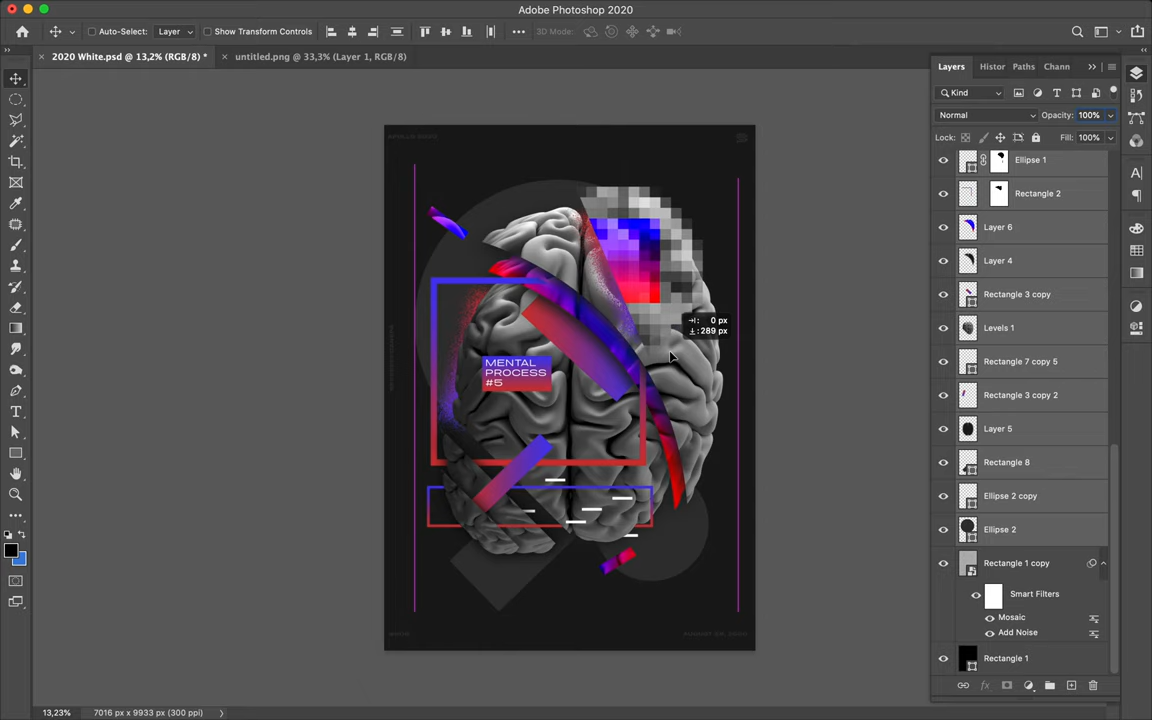 Adobe Photoshop 2020
Auto-Select: Layer Show Transform Controls 3D Mode:
2020 White.psd @ 13,2% (RGB/8) * untitled.png @ 33,3% (Layer 1, RGB/8)
Layers Histor Paths Chann
Kind
Normal Opacity: 100%
Lock: Fill: 100%
Ellipse 1
Rectangle 2
Layer 6
Layer 4
Rectangle 3 copy
Levels 1
Rectangle 7 copy 5
Rectangle 3 copy 2
Layer 5
Rectangle 8
Ellipse 2 copy
Ellipse 2
Rectangle 1 copy
Smart Filters
Mosaic
Add Noise
Rectangle 1
0 px
289 px
MENTAL
PROCESS
#5
13,23% 7016 px x 9933 px (300 ppi)